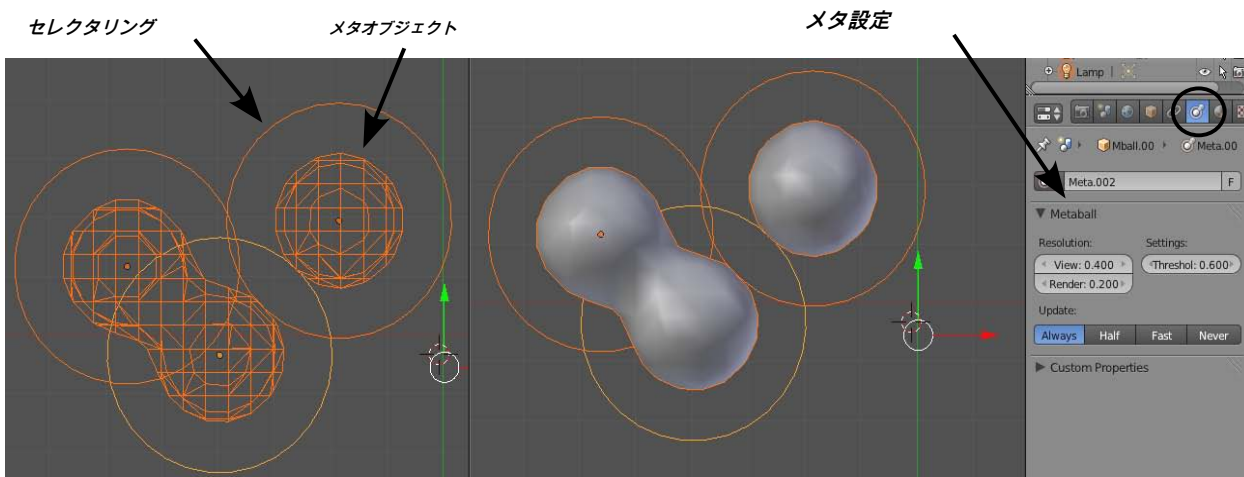 セレクタリング
メタオブジェクト
メタ設定
Lamp
Mball.00
Meta.00
Meta.002
F
Metaball
Resolution:
Settings:
View: 0.400
Threshol: 0.600
Render: 0.200
Update:
Always Half Fast Never
Custom Properties